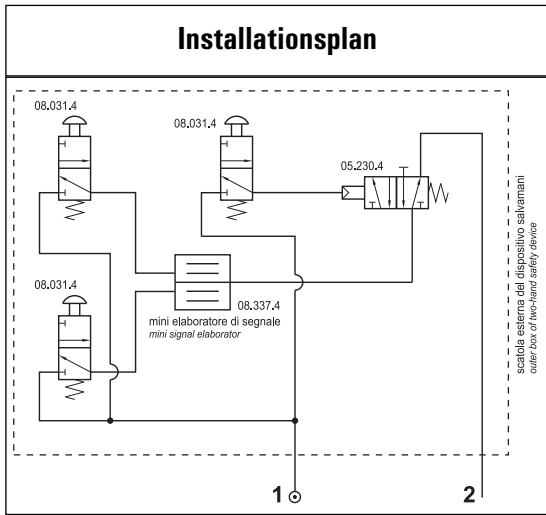 Installationsplan
08.031.4
08.031.4
05.230.4
08.031.4
08.337.4
mini elaboratore di segnale
mini signal elaborator
scatola esterna del dispositivo salvamani
outer box of two-hand safety device
1
2